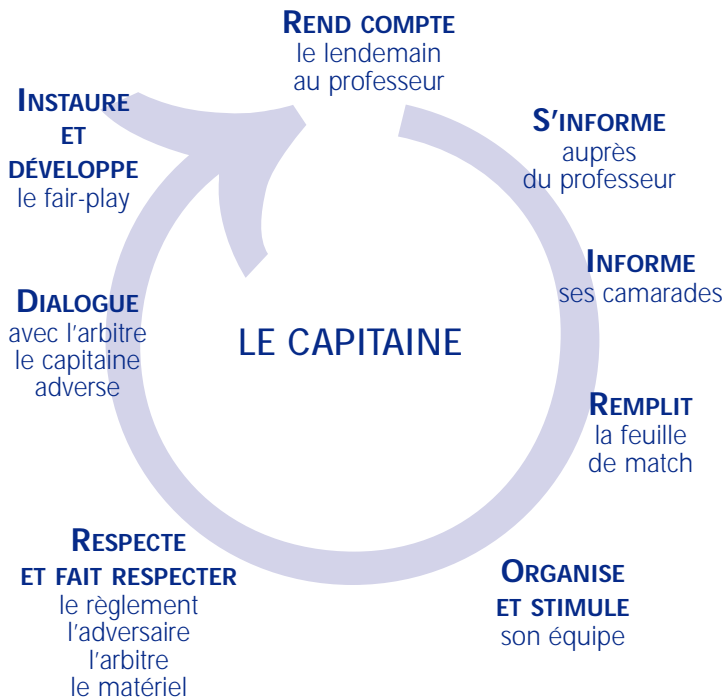 REND COMPTE
le lendemain
au professeur
S'INFORME
auprès
du professeur
INFORME
ses camarades
REMPLIT
la feuille
de match
ORGANISE
ET STIMULE
son équipe
RESPECTE
ET FAIT RESPECTER
le règlement
l'adversaire
l'arbitre
le matériel
DIALOGUE
avec l'arbitre
le capitaine
adverse
INSTAURE
ET
DÉVELOPPE
le fair-play
LE CAPITAINE